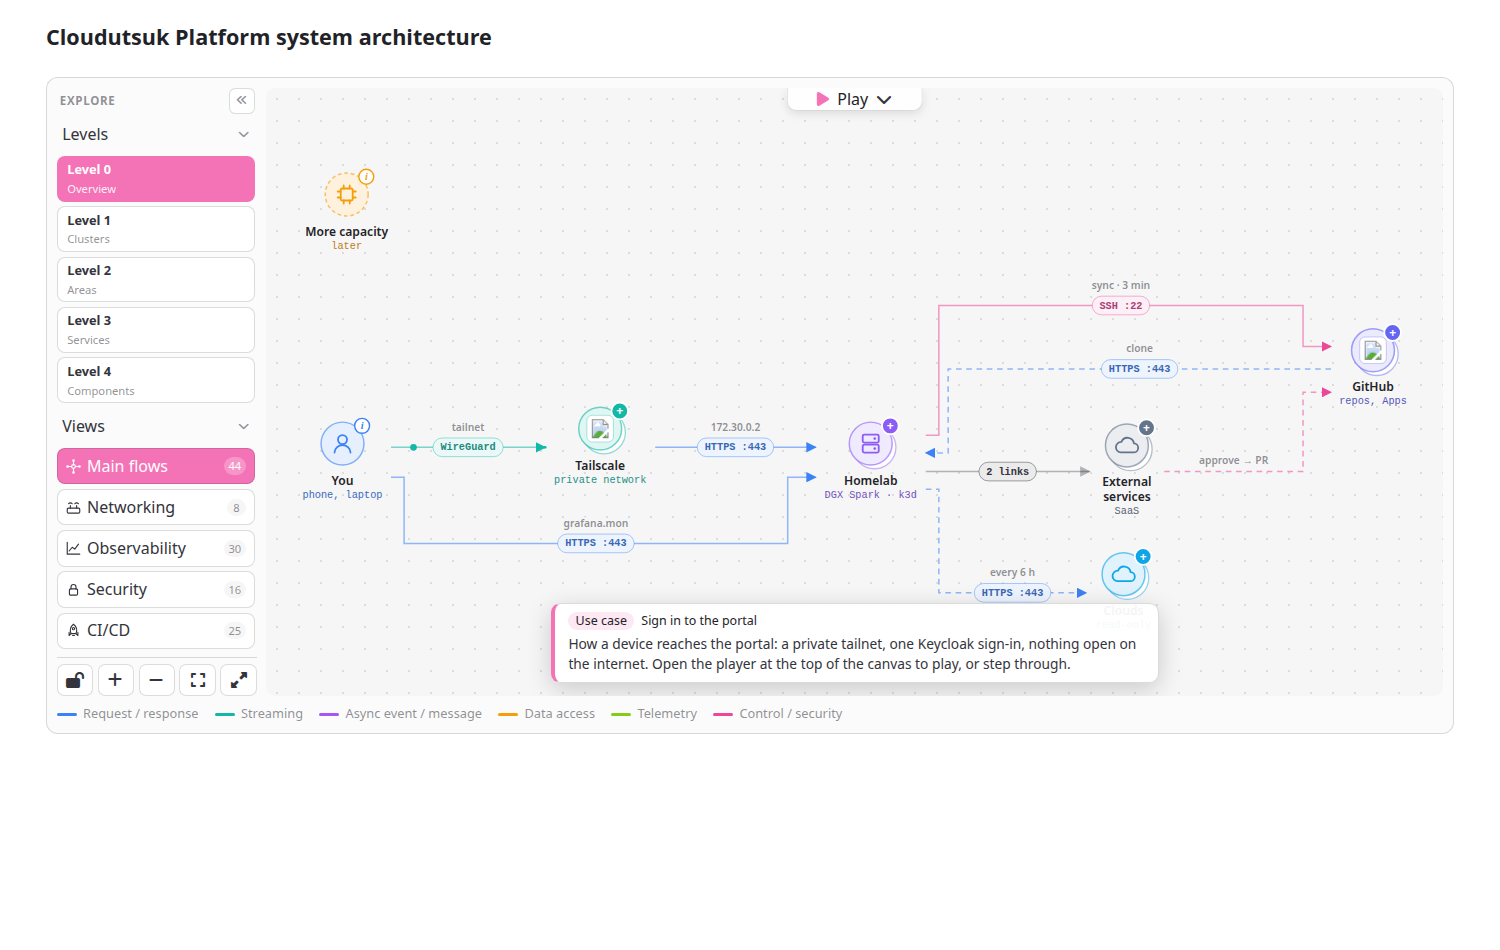 Cloudutsuk Platform system architecture
EXPLORE
Levels
Level 0
Overview
Level 1
Clusters
Level 2
Areas
Level 3
Services
Level 4
Components
Views
Main flows 44
Networking 8
Observability 30
Security 16
CI/CD 25
Play
More capacity
later
You
phone, laptop
tailnet
WireGuard
Tailscale
private network
172.30.0.2
HTTPS :443
grafana.mon
HTTPS :443
Homelab
DGX Spark · k3d
sync · 3 min
SSH :22
clone
HTTPS :443
GitHub
repos, Apps
2 links
External
services
SaaS
approve → PR
every 6 h
HTTPS :443
Clouds
Use case Sign in to the portal
How a device reaches the portal: a private tailnet, one Keycloak sign-in, nothing open on
the internet. Open the player at the top of the canvas to play, or step through.
Request / response
Streaming
Async event / message
Data access
Telemetry
Control / security